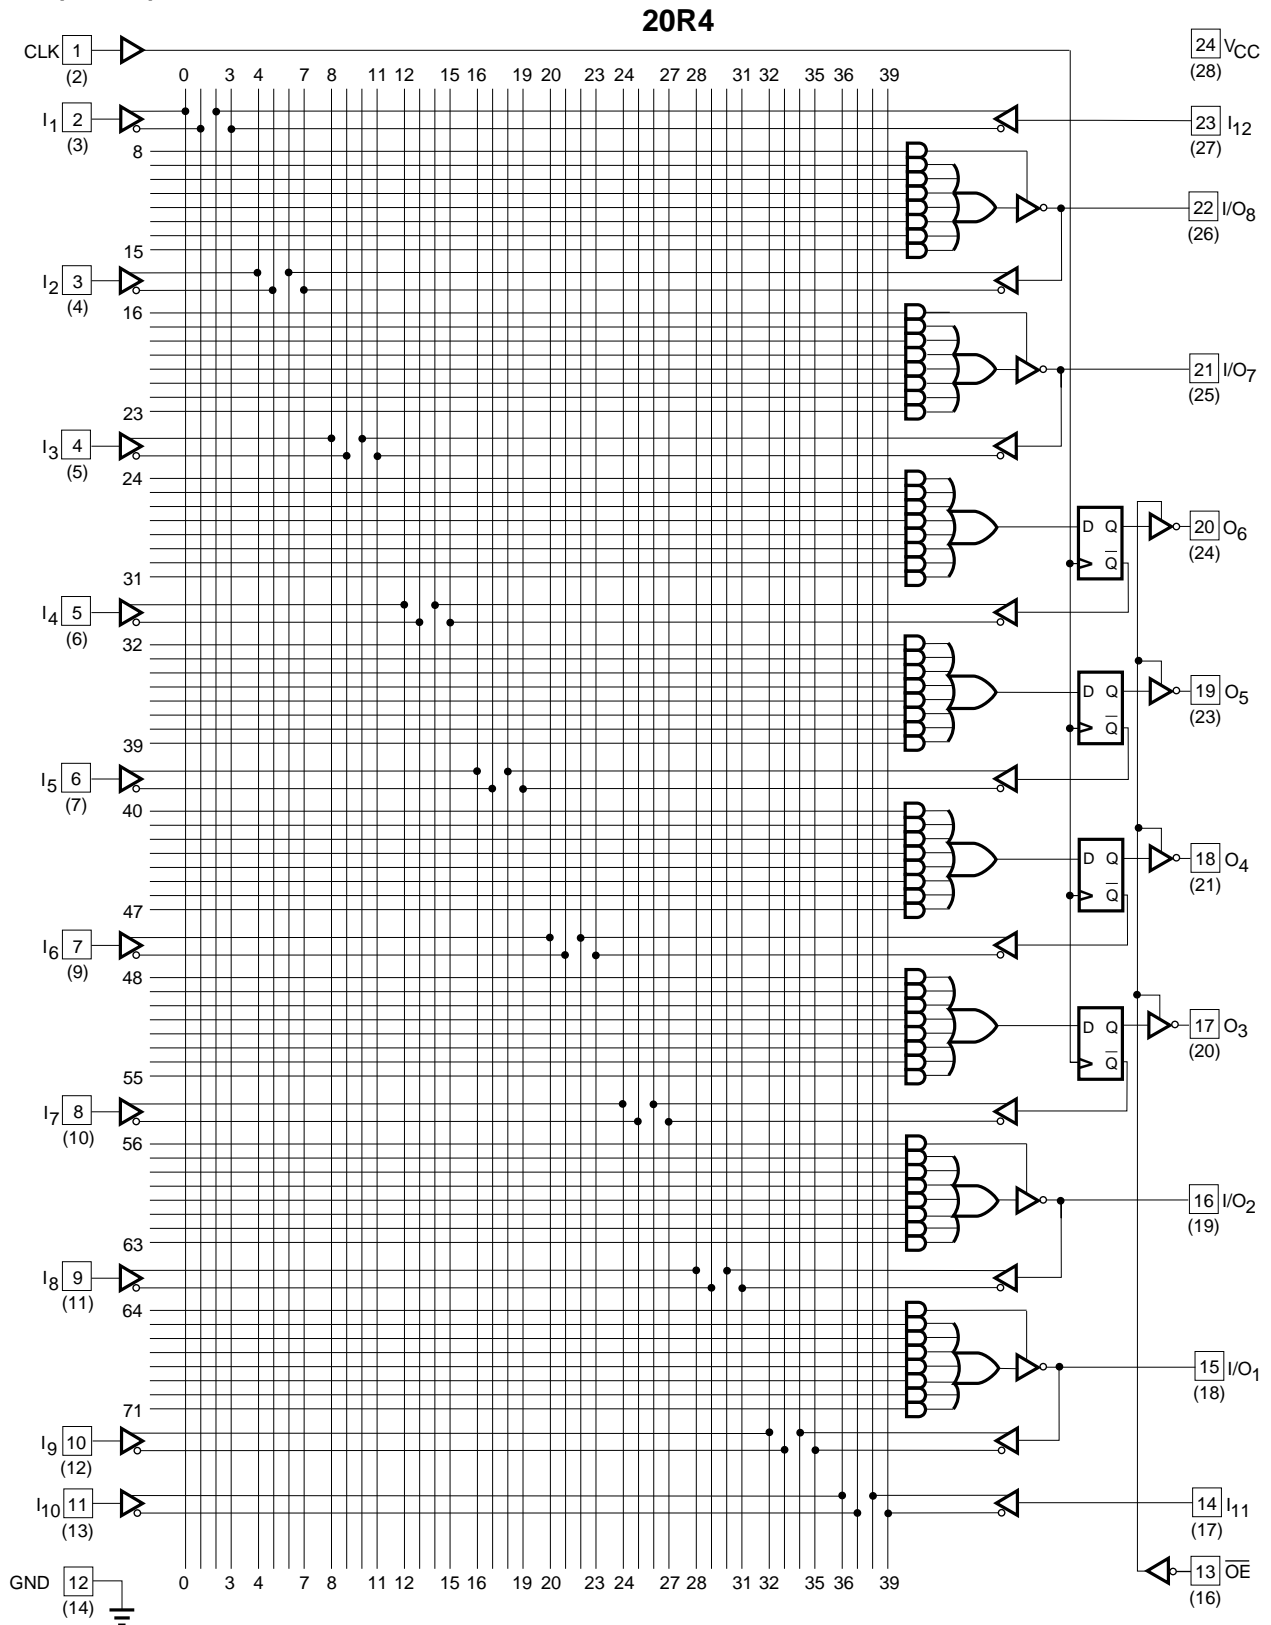 20R4
CLK 1 24 VCC
(2) (28)
0 3 4 7 8 11 12 15 16 19 20 23 24 27 28 31 32 35 36 39
I1 2 23 I12
(3) (27)
8
22 I/O8
(26)
15
I2 3
(4)
16
21 I/O7
(25)
23
I3 4
(5)
24
D Q 20 O6
(24)
Q
31
I4 5
(6)
32
D Q 19 O5
(23)
Q
39
I5 6
(7)
40
D Q 18 O4
(21)
Q
47
I6 7
(9)
48
D Q 17 O3
(20)
Q
55
I7 8
(10)
56
16 I/O2
(19)
63
I8 9
(11)
64
15 I/O1
(18)
71
I9 10
(12)
I10 11 14 I11
(13) (17)
GND 12 0 3 4 7 8 11 12 15 16 19 20 23 24 27 28 31 32 35 36 39 13 OE
(14) (16)